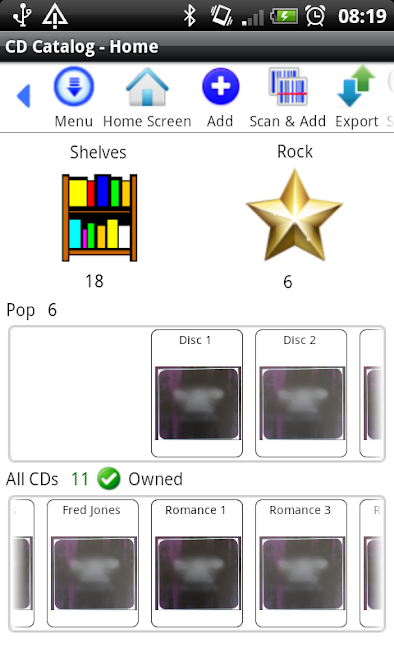 08:19
CD Catalog - Home
Menu Home Screen Add Scan & Add Export S
Shelves Rock
18 6
Pop 6
Disc 1 Disc 2
All CDs 11 Owned
s Fred Jones Romance 1 Romance 3 R